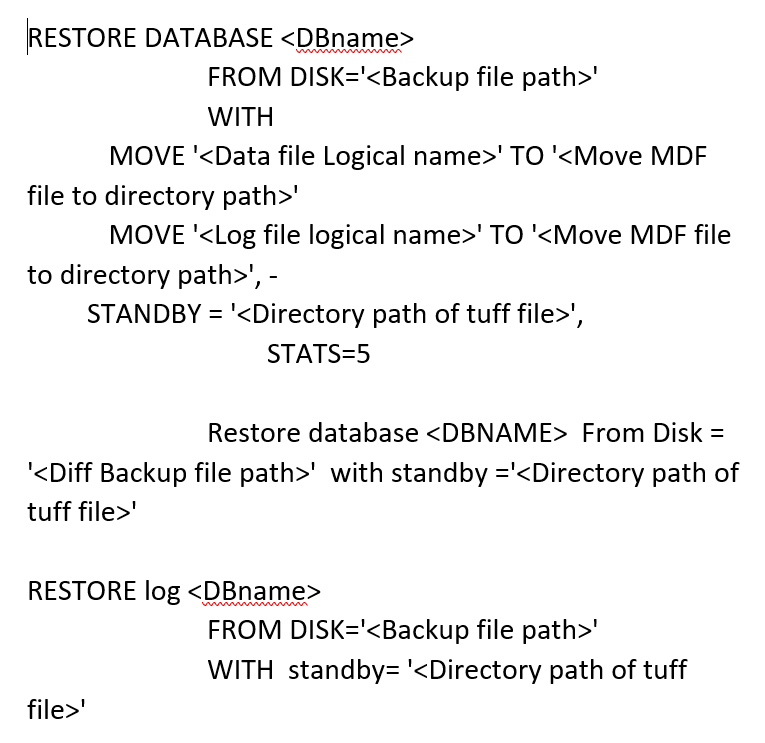 RESTORE DATABASE <DBname>
FROM DISK='<Backup file path>'
WITH
MOVE '<Data file Logical name>' TO '<Move MDF
file to directory path>'
MOVE '<Log file logical name>' TO '<Move MDF file
to directory path>', -
STANDBY = '<Directory path of tuff file>',
STATS=5
Restore database <DBNAME>  From Disk =
'<Diff Backup file path>'  with standby ='<Directory path of
tuff file>'
RESTORE log <DBname>
FROM DISK='<Backup file path>'
WITH  standby= '<Directory path of tuff
file>'